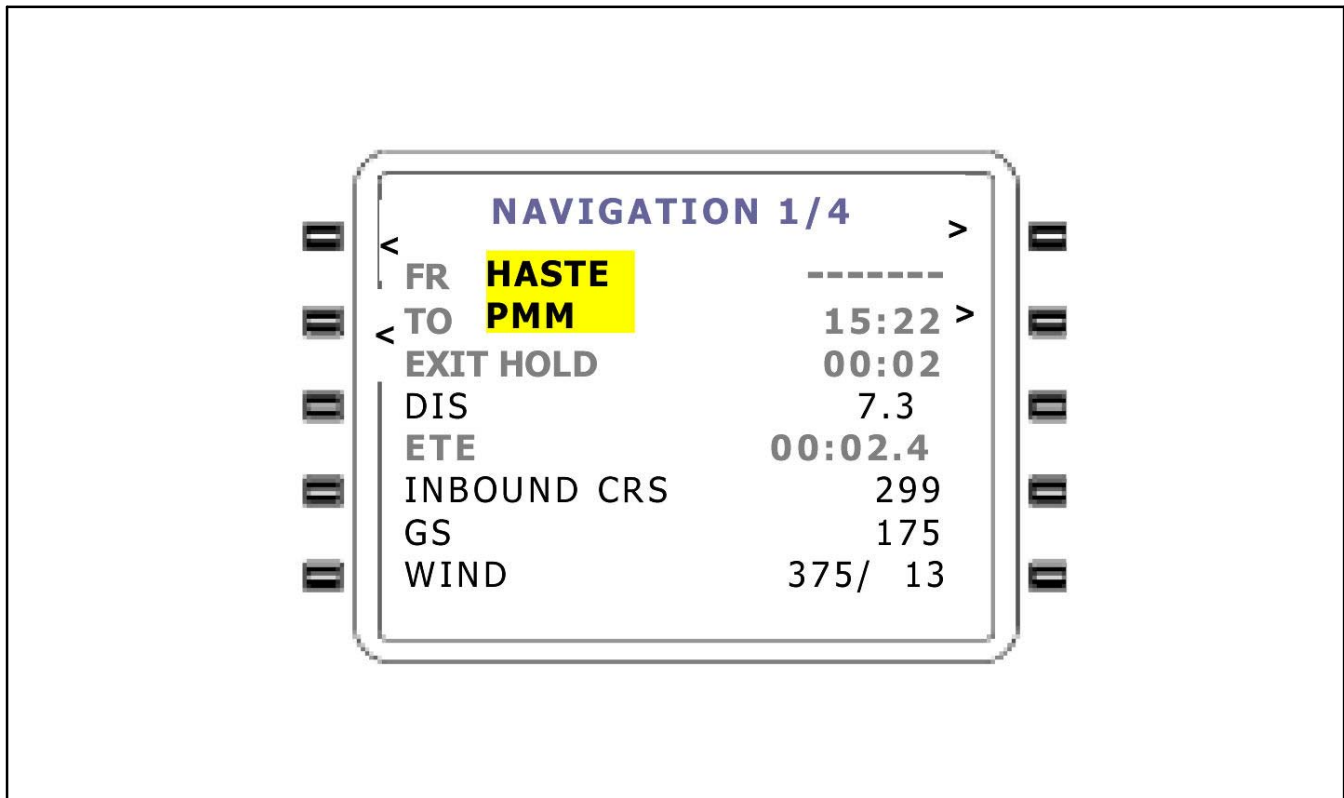 NAVIGATION 1/4
< >
FR HASTE -------
< TO PMM 15:22 >
EXIT HOLD 00:02
DIS 7.3
ETE 00:02.4
INBOUND CRS 299
GS 175
WIND 375/ 13